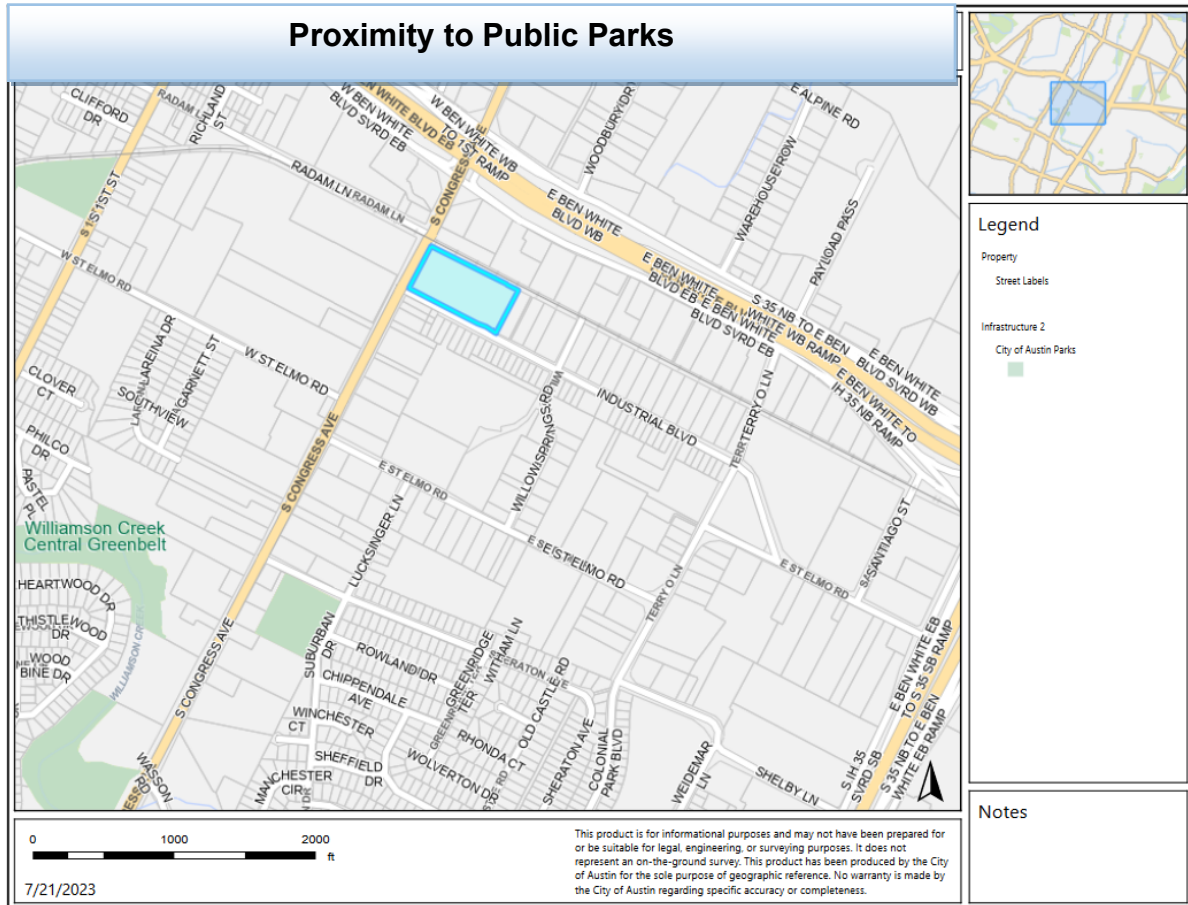 Proximity to Public Parks
CLIFFORD
DR
RADAM LN
RICHLAND
ST
W BEN WHITE
BLVD SVRD EB
W BEN WHITE BLVD EB
W BEN WHITE WB
TO 1ST RAMP
S CONGRESS AVE
WOODBURY DR
E ALPINE RD
WAREHOUSE ROW
PAYLOAD PASS
RADAM LN
RADAM LN
S 1ST ST
W ST ELMO RD
E BEN WHITE
BLVD WB
E BEN WHITE
BLVD EB
E BEN WHITE
BLVD SVRD EB
WHITE WB RAMP
S 35 NB TO E BEN
E BEN WHITE
BLVD SVRD WB
E BEN WHITE TO
IH 35 NB RAMP
W ST ELMO RD
LAREINA DR
GARNETT ST
SOUTHVIEW
CLOVER
CT
PHILCO
DR
PASTEL
PL
S CONGRESS AVE
WILLOW SPRINGS RD
INDUSTRIAL BLVD
TERRY O LN
E ST ELMO RD
LUCKSINGER LN
E ST ELMO RD
TERRY O LN
E ST ELMO RD
SANTIAGO ST
Williamson Creek
Central Greenbelt
HEARTWOOD DR
THISTLEWOOD
DR
WOOD
BINE DR
WILLIAMSON CREEK
S CONGRESS AVE
WASSON
RD
SUBURBAN
DR
ROWLAND DR
CHIPPENDALE
AVE
WINCHESTER
CT
SHEFFIELD
DR
MANCHESTER
CIR
GREENRIDGE
TER
WITHAM LN
RHONDA CT
WOLVERTON DR
OLD CASTLE RD
SHERATON AVE
COLONIAL
PARK BLVD
WEIDEMAR
LN
SHELBY LN
S IH 35
SVRD SB
E BEN WHITE EB
TO S 35 SB RAMP
S 35 NB TO E BEN
WHITE EB RAMP
Legend
Property
Street Labels
Infrastructure 2
City of Austin Parks
Notes
0 1000 2000
ft
7/21/2023
This product is for informational purposes and may not have been prepared for
or be suitable for legal, engineering, or surveying purposes. It does not
represent an on-the-ground survey. This product has been produced by the City
of Austin for the sole purpose of geographic reference. No warranty is made by
the City of Austin regarding specific accuracy or completeness.